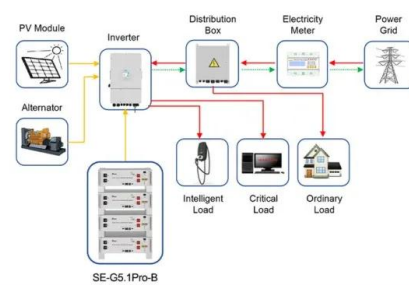 PV Module
Inverter
Distribution
Box
Electricity
Meter
Power
Grid
Alternator
Intelligent
Load
Critical
Load
Ordinary
Load
SE-G5.1Pro-B